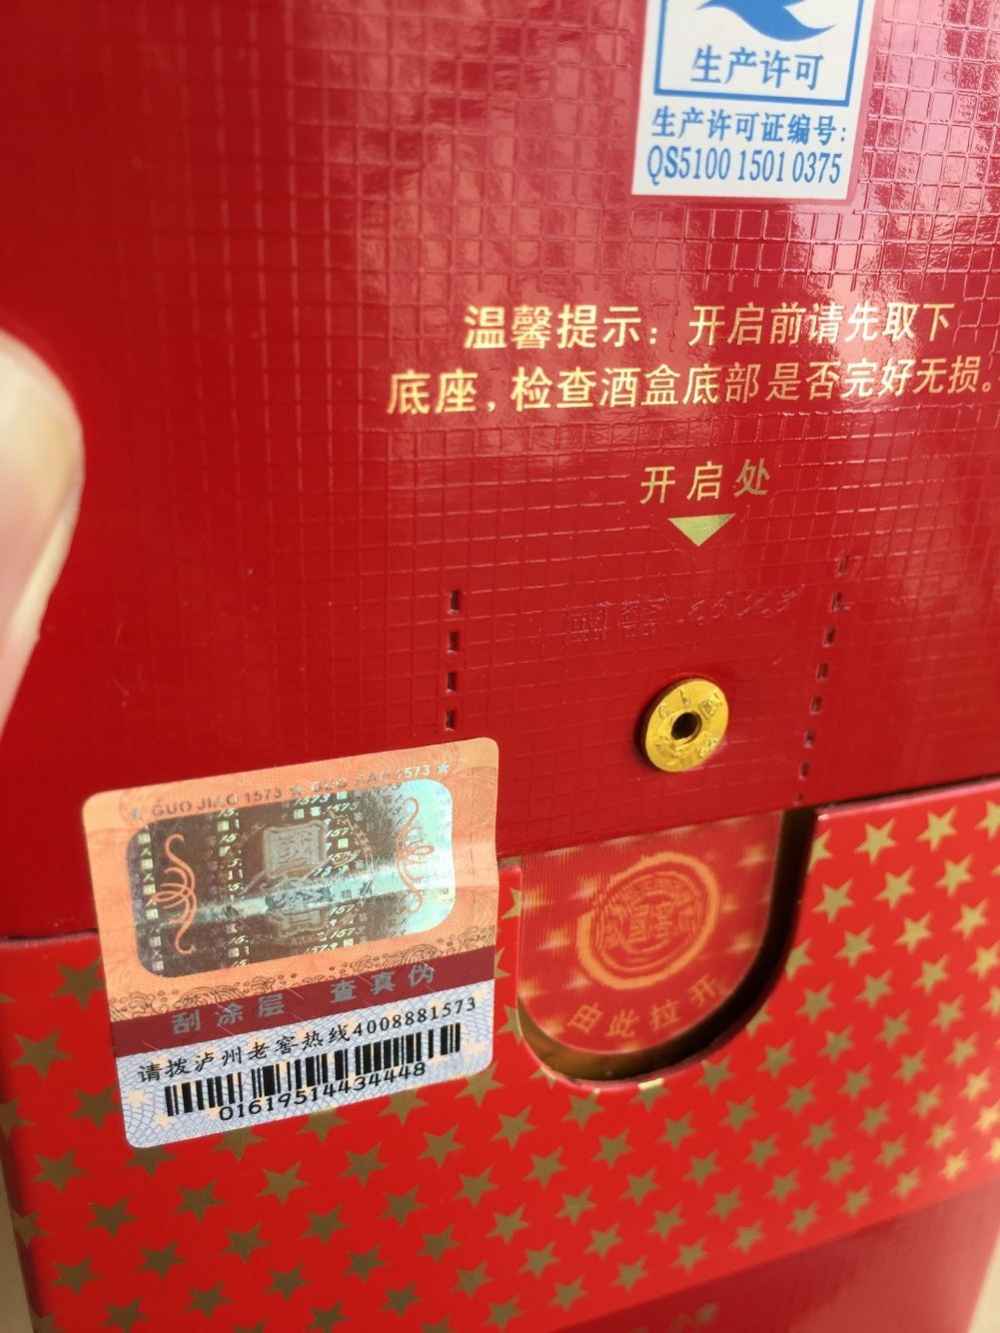 生产许可
生产许可证编号:
QS5100 1501 0375
温馨提示：开启前请先取下
底座，检查酒盒底部是否完好无损。
开启处
GUO JIAO 1573
刮涂层 查真伪
请拨泸州老窖热线4008881573
01619514434448
由此拉开